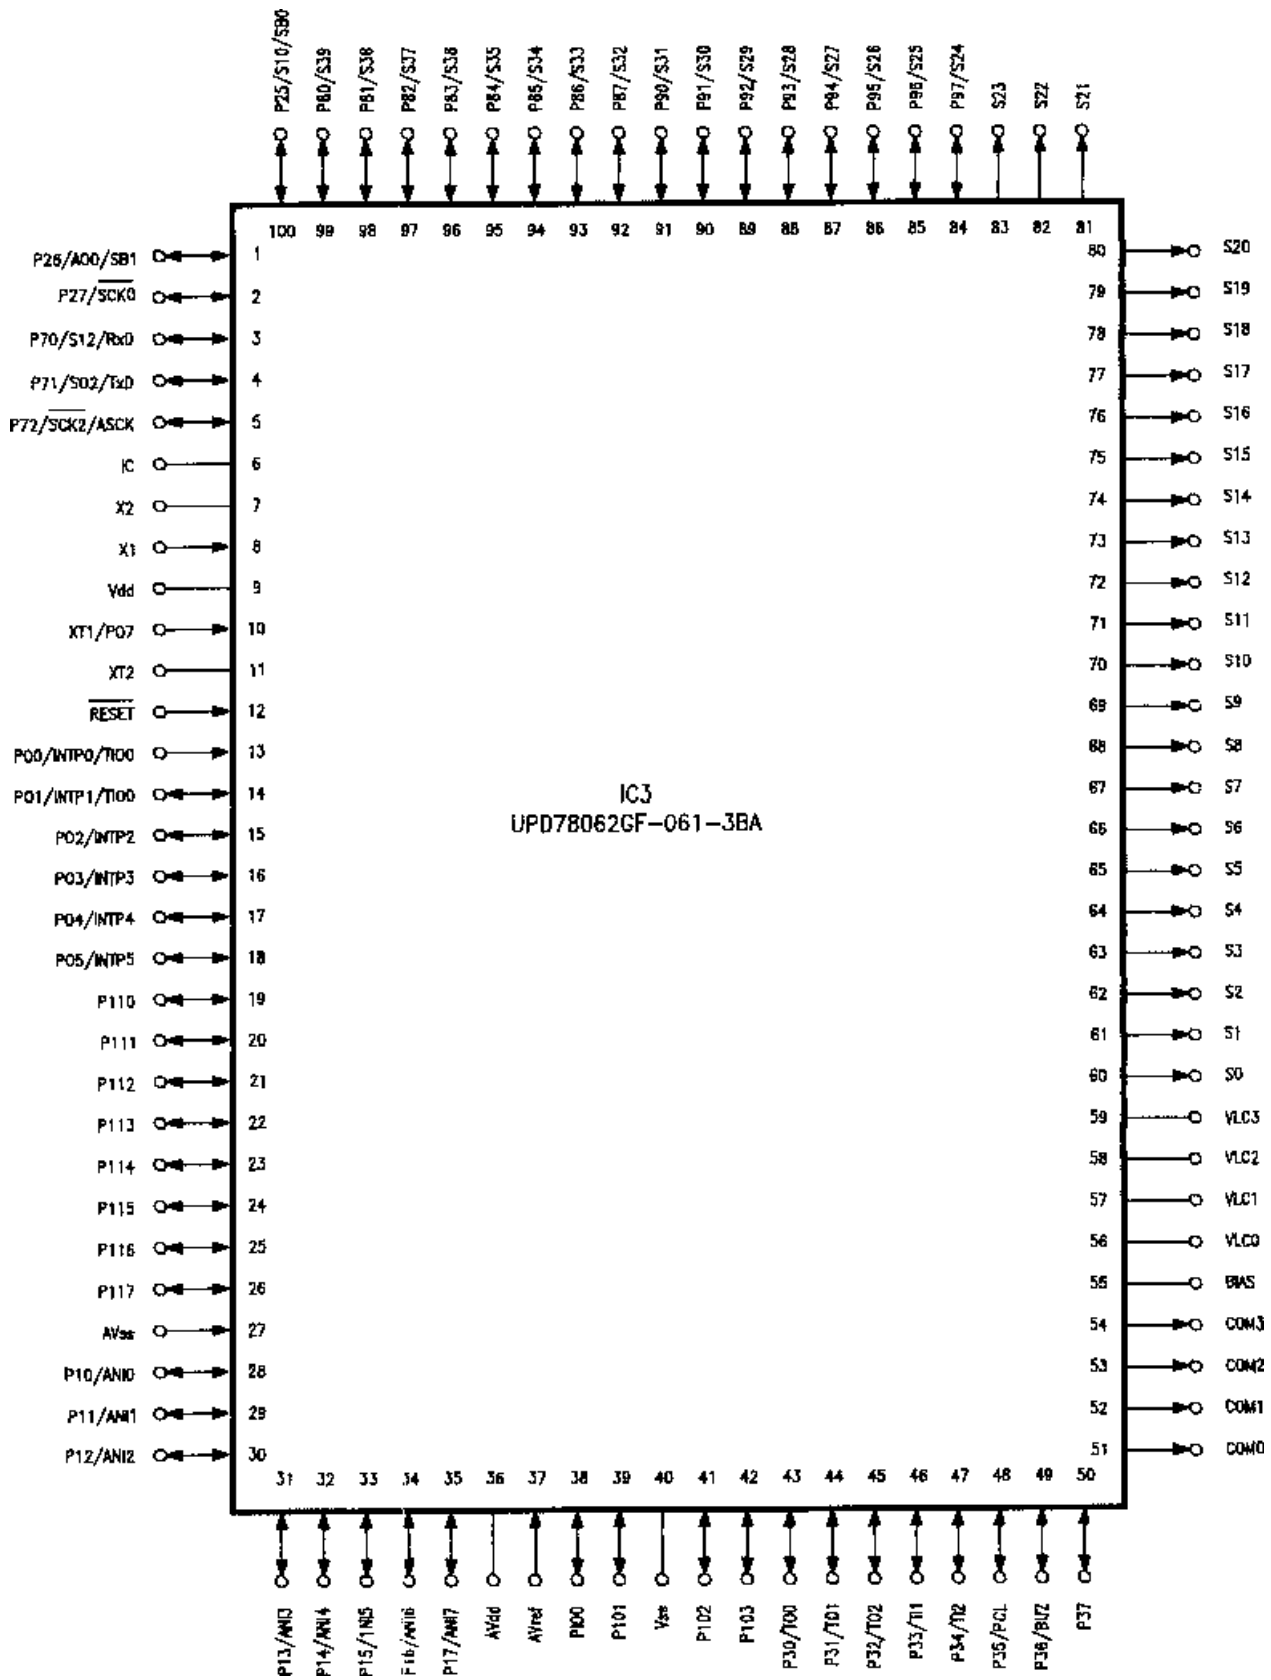 P25/S10/SB0
P80/S39
P81/S38
P82/S37
P83/S36
P84/S35
P85/S34
P86/S33
P87/S32
P90/S31
P91/S30
P92/S29
P93/S28
P94/S27
P95/S26
P96/S25
P97/S24
S23
S22
S21
100 99 98 97 96 95 94 93 92 91 90 89 88 87 86 85 84 83 82 81
P26/AO0/SB1 1
P27/SCK0 2
P70/S12/RxD 3
P71/SO2/TxD 4
P72/SCK2/ASCK 5
IC 6
X2 7
X1 8
Vdd 9
XT1/P07 10
XT2 11
RESET 12
P00/INTP0/TI00 13
P01/INTP1/TI00 14
P02/INTP2 15
P03/INTP3 16
P04/INTP4 17
P05/INTP5 18
P110 19
P111 20
P112 21
P113 22
P114 23
P115 24
P116 25
P117 26
AVss 27
P10/ANI0 28
P11/ANI1 29
P12/ANI2 30
IC3
UPD78062GF-061-3BA
80 S20
79 S19
78 S18
77 S17
76 S16
75 S15
74 S14
73 S13
72 S12
71 S11
70 S10
69 S9
68 S8
67 S7
66 S6
65 S5
64 S4
63 S3
62 S2
61 S1
60 S0
59 VLC3
58 VLC2
57 VLC1
56 VLC0
55 BIAS
54 COM3
53 COM2
52 COM1
51 COM0
31 32 33 34 35 36 37 38 39 40 41 42 43 44 45 46 47 48 49 50
P13/ANI3
P14/ANI4
P15/INI5
P16/ANI6
P17/ANI7
AVdd
AVref
P100
P101
Vss
P102
P103
P30/TO0
P31/TO1
P32/TO2
P33/TI1
P34/TI2
P35/PCL
P36/BUZ
P37